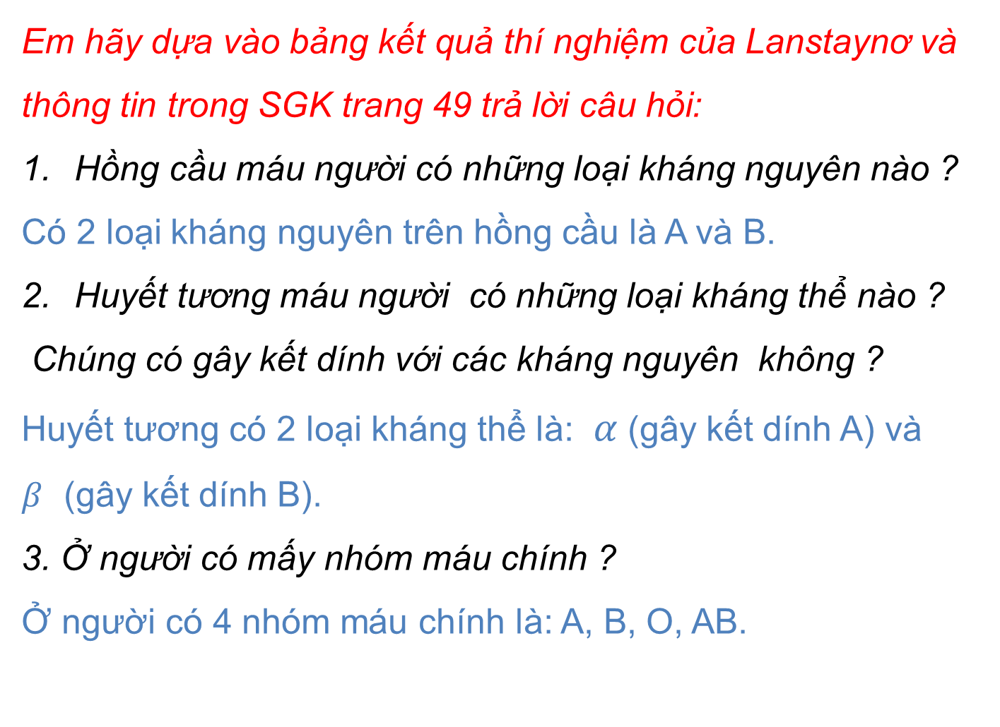 Em hãy dựa vào bảng kết quả thí nghiệm của Lanstaynơ và
thông tin trong SGK trang 49 trả lời câu hỏi:
1. Hồng cầu máu người có những loại kháng nguyên nào ?
Có 2 loại kháng nguyên trên hồng cầu là A và B.
2. Huyết tương máu người có những loại kháng thể nào ?
Chúng có gây kết dính với các kháng nguyên không ?
Huyết tương có 2 loại kháng thể là: α (gây kết dính A) và
β (gây kết dính B).
3. Ở người có mấy nhóm máu chính ?
Ở người có 4 nhóm máu chính là: A, B, O, AB.